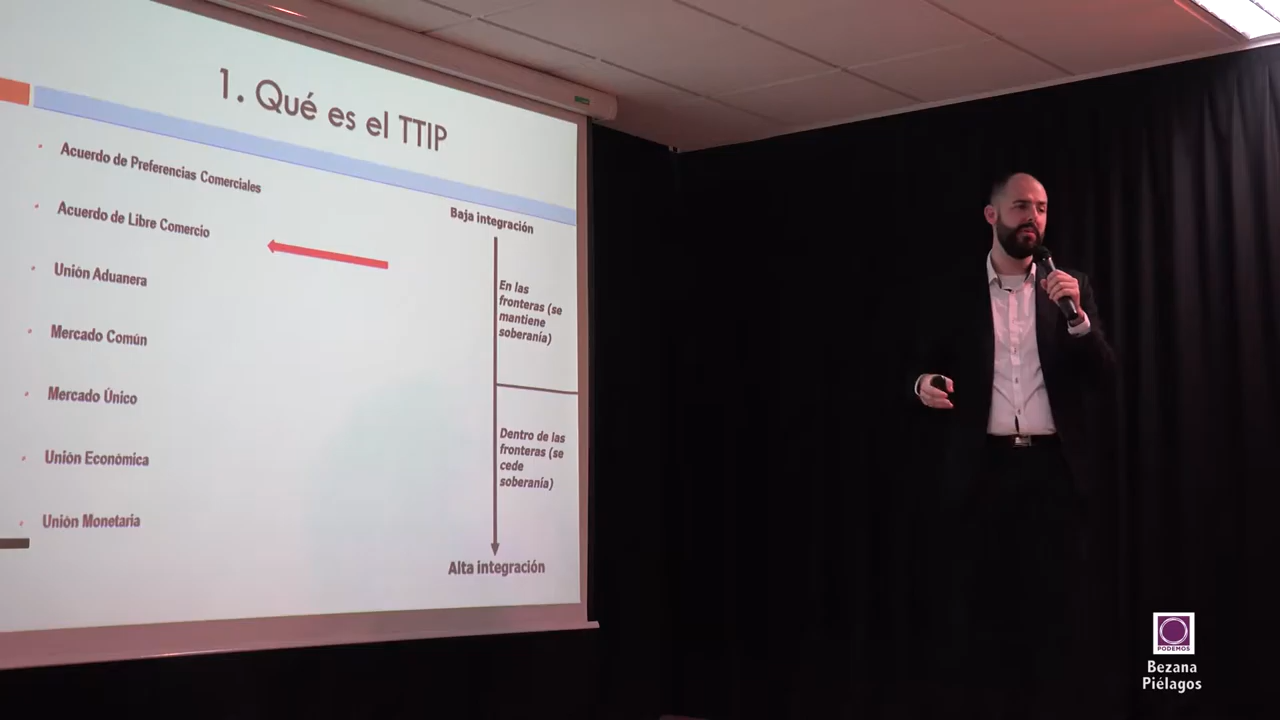 1. Qué es el TTIP
Acuerdo de Preferencias Comerciales
Acuerdo de Libre Comercio
Unión Aduanera
Mercado Común
Mercado Único
Unión Económica
Unión Monetaria
Baja integración
En las
fronteras (se
mantiene
soberanía)
Dentro de las
fronteras (se
cede
soberanía)
Alta integración
PODEMOS
Bezana
Piélagos